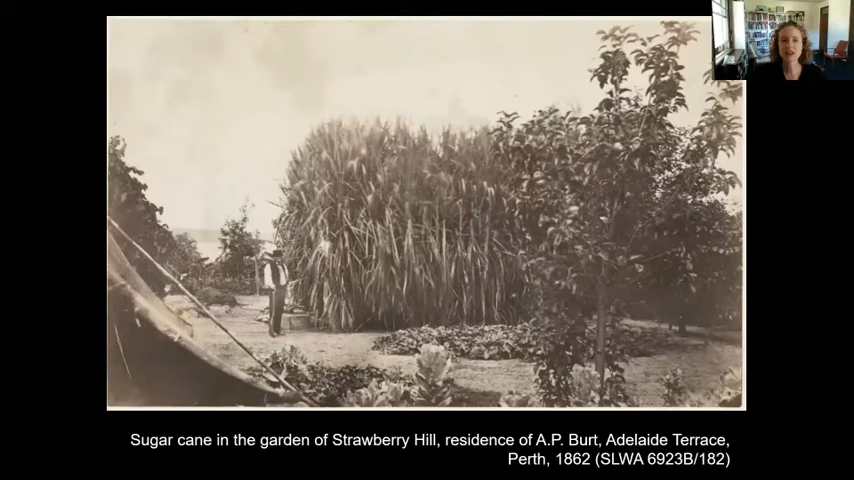 Sugar cane in the garden of Strawberry Hill, residence of A.P. Burt, Adelaide Terrace,
Perth, 1862 (SLWA 6923B/182)